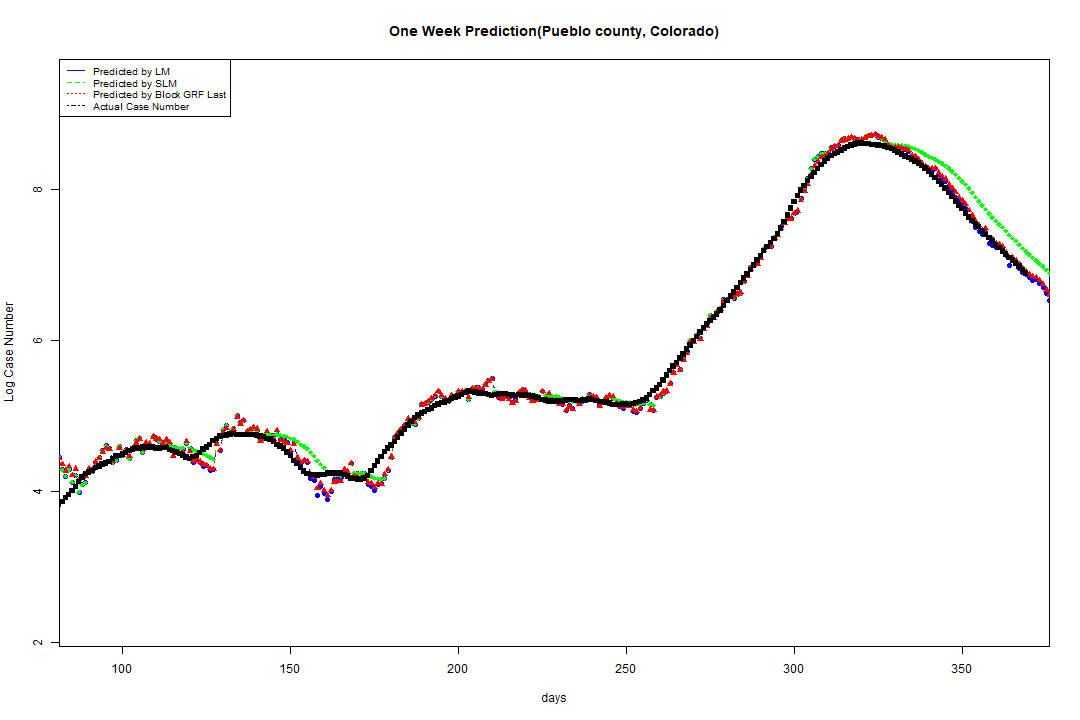 One Week Prediction(Pueblo county, Colorado)
Predicted by LM
Predicted by SLM
Predicted by Block GRF Last
Actual Case Number
8
6
4
2
Log Case Number
100
150
200
250
300
350
days